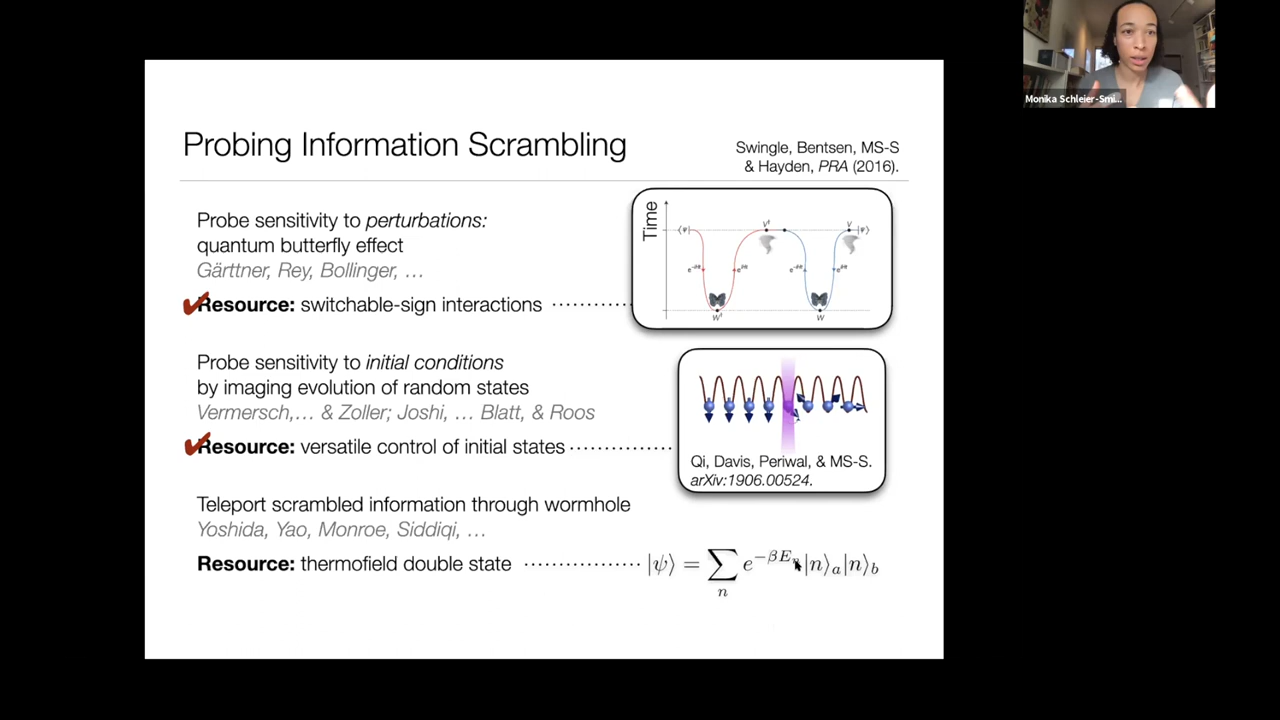 Monika Schleier-Smi...
Probing Information Scrambling
Swingle, Bentsen, MS-S
& Hayden, PRA (2016).
Probe sensitivity to perturbations:
quantum butterfly effect
Gärttner, Rey, Bollinger, …
Resource: switchable-sign interactions
Time
⟨ψ| V† V |ψ⟩
W† W
Probe sensitivity to initial conditions
by imaging evolution of random states
Vermersch,… & Zoller; Joshi, … Blatt, & Roos
Resource: versatile control of initial states
Qi, Davis, Periwal, & MS-S.
arXiv:1906.00524.
Teleport scrambled information through wormhole
Yoshida, Yao, Monroe, Siddiqi, …
Resource: thermofield double state
|ψ⟩ = ∑ₙ e^{−βEₙ} |n⟩ₐ|n⟩_b